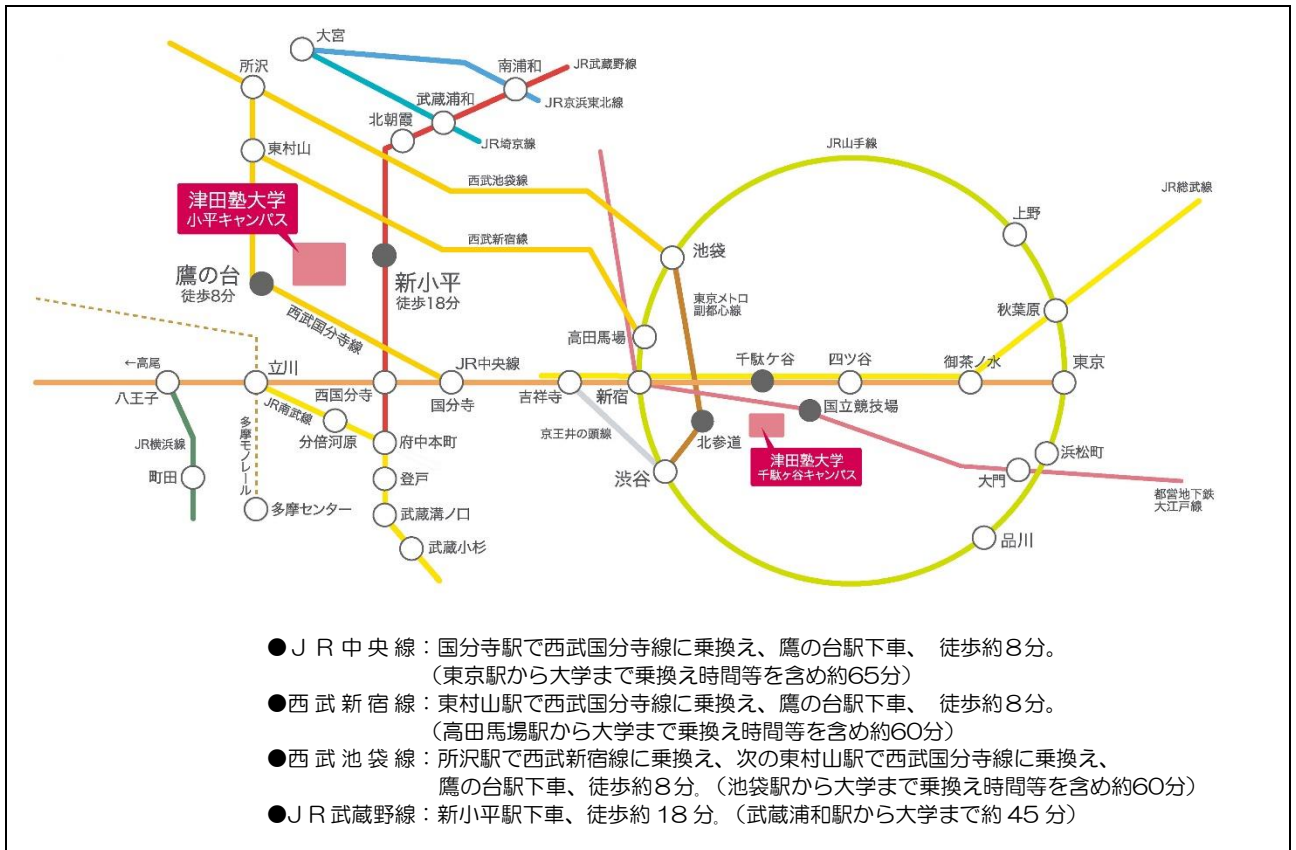 大宮
所沢
南浦和
JR武蔵野線
武蔵浦和
JR京浜東北線
北朝霞
JR埼京線
東村山
JR山手線
西武池袋線
JR総武線
津田塾大学
小平キャンパス
上野
西武新宿線
池袋
鷹の台
徒歩8分
新小平
徒歩18分
東京メトロ
副都心線
西武国分寺線
秋葉原
高田馬場
←高尾
立川
JR中央線
千駄ケ谷
四ツ谷
御茶ノ水
東京
八王子
西国分寺
国分寺
吉祥寺
新宿
国立競技場
JR南武線
分倍河原
府中本町
京王井の頭線
北参道
JR横浜線
多摩モノレール
津田塾大学
千駄ヶ谷キャンパス
浜松町
町田
登戸
渋谷
大門
都営地下鉄
大江戸線
多摩センター
武蔵溝ノ口
品川
武蔵小杉
●JR中央線：国分寺駅で西武国分寺線に乗換え、鷹の台駅下車、 徒歩約8分。
（東京駅から大学まで乗換え時間等を含め約65分）
●西武新宿線：東村山駅で西武国分寺線に乗換え、鷹の台駅下車、 徒歩約8分。
（高田馬場駅から大学まで乗換え時間等を含め約60分）
●西武池袋線：所沢駅で西武新宿線に乗換え、次の東村山駅で西武国分寺線に乗換え、
鷹の台駅下車、徒歩約8分。（池袋駅から大学まで乗換え時間等を含め約60分）
●JR武蔵野線：新小平駅下車、徒歩約 18 分。（武蔵浦和駅から大学まで約 45 分）